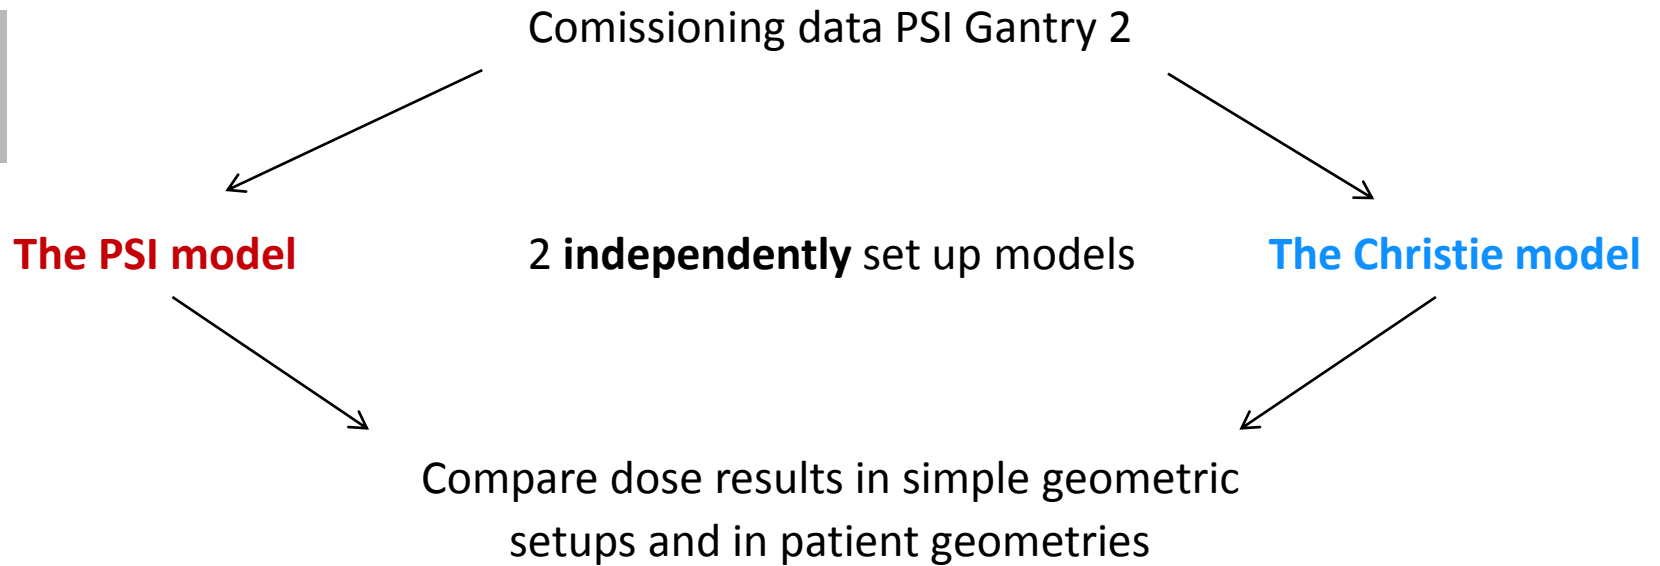 Comissioning data PSI Gantry 2
The PSI model
2 independently set up models
The Christie model
Compare dose results in simple geometric
setups and in patient geometries